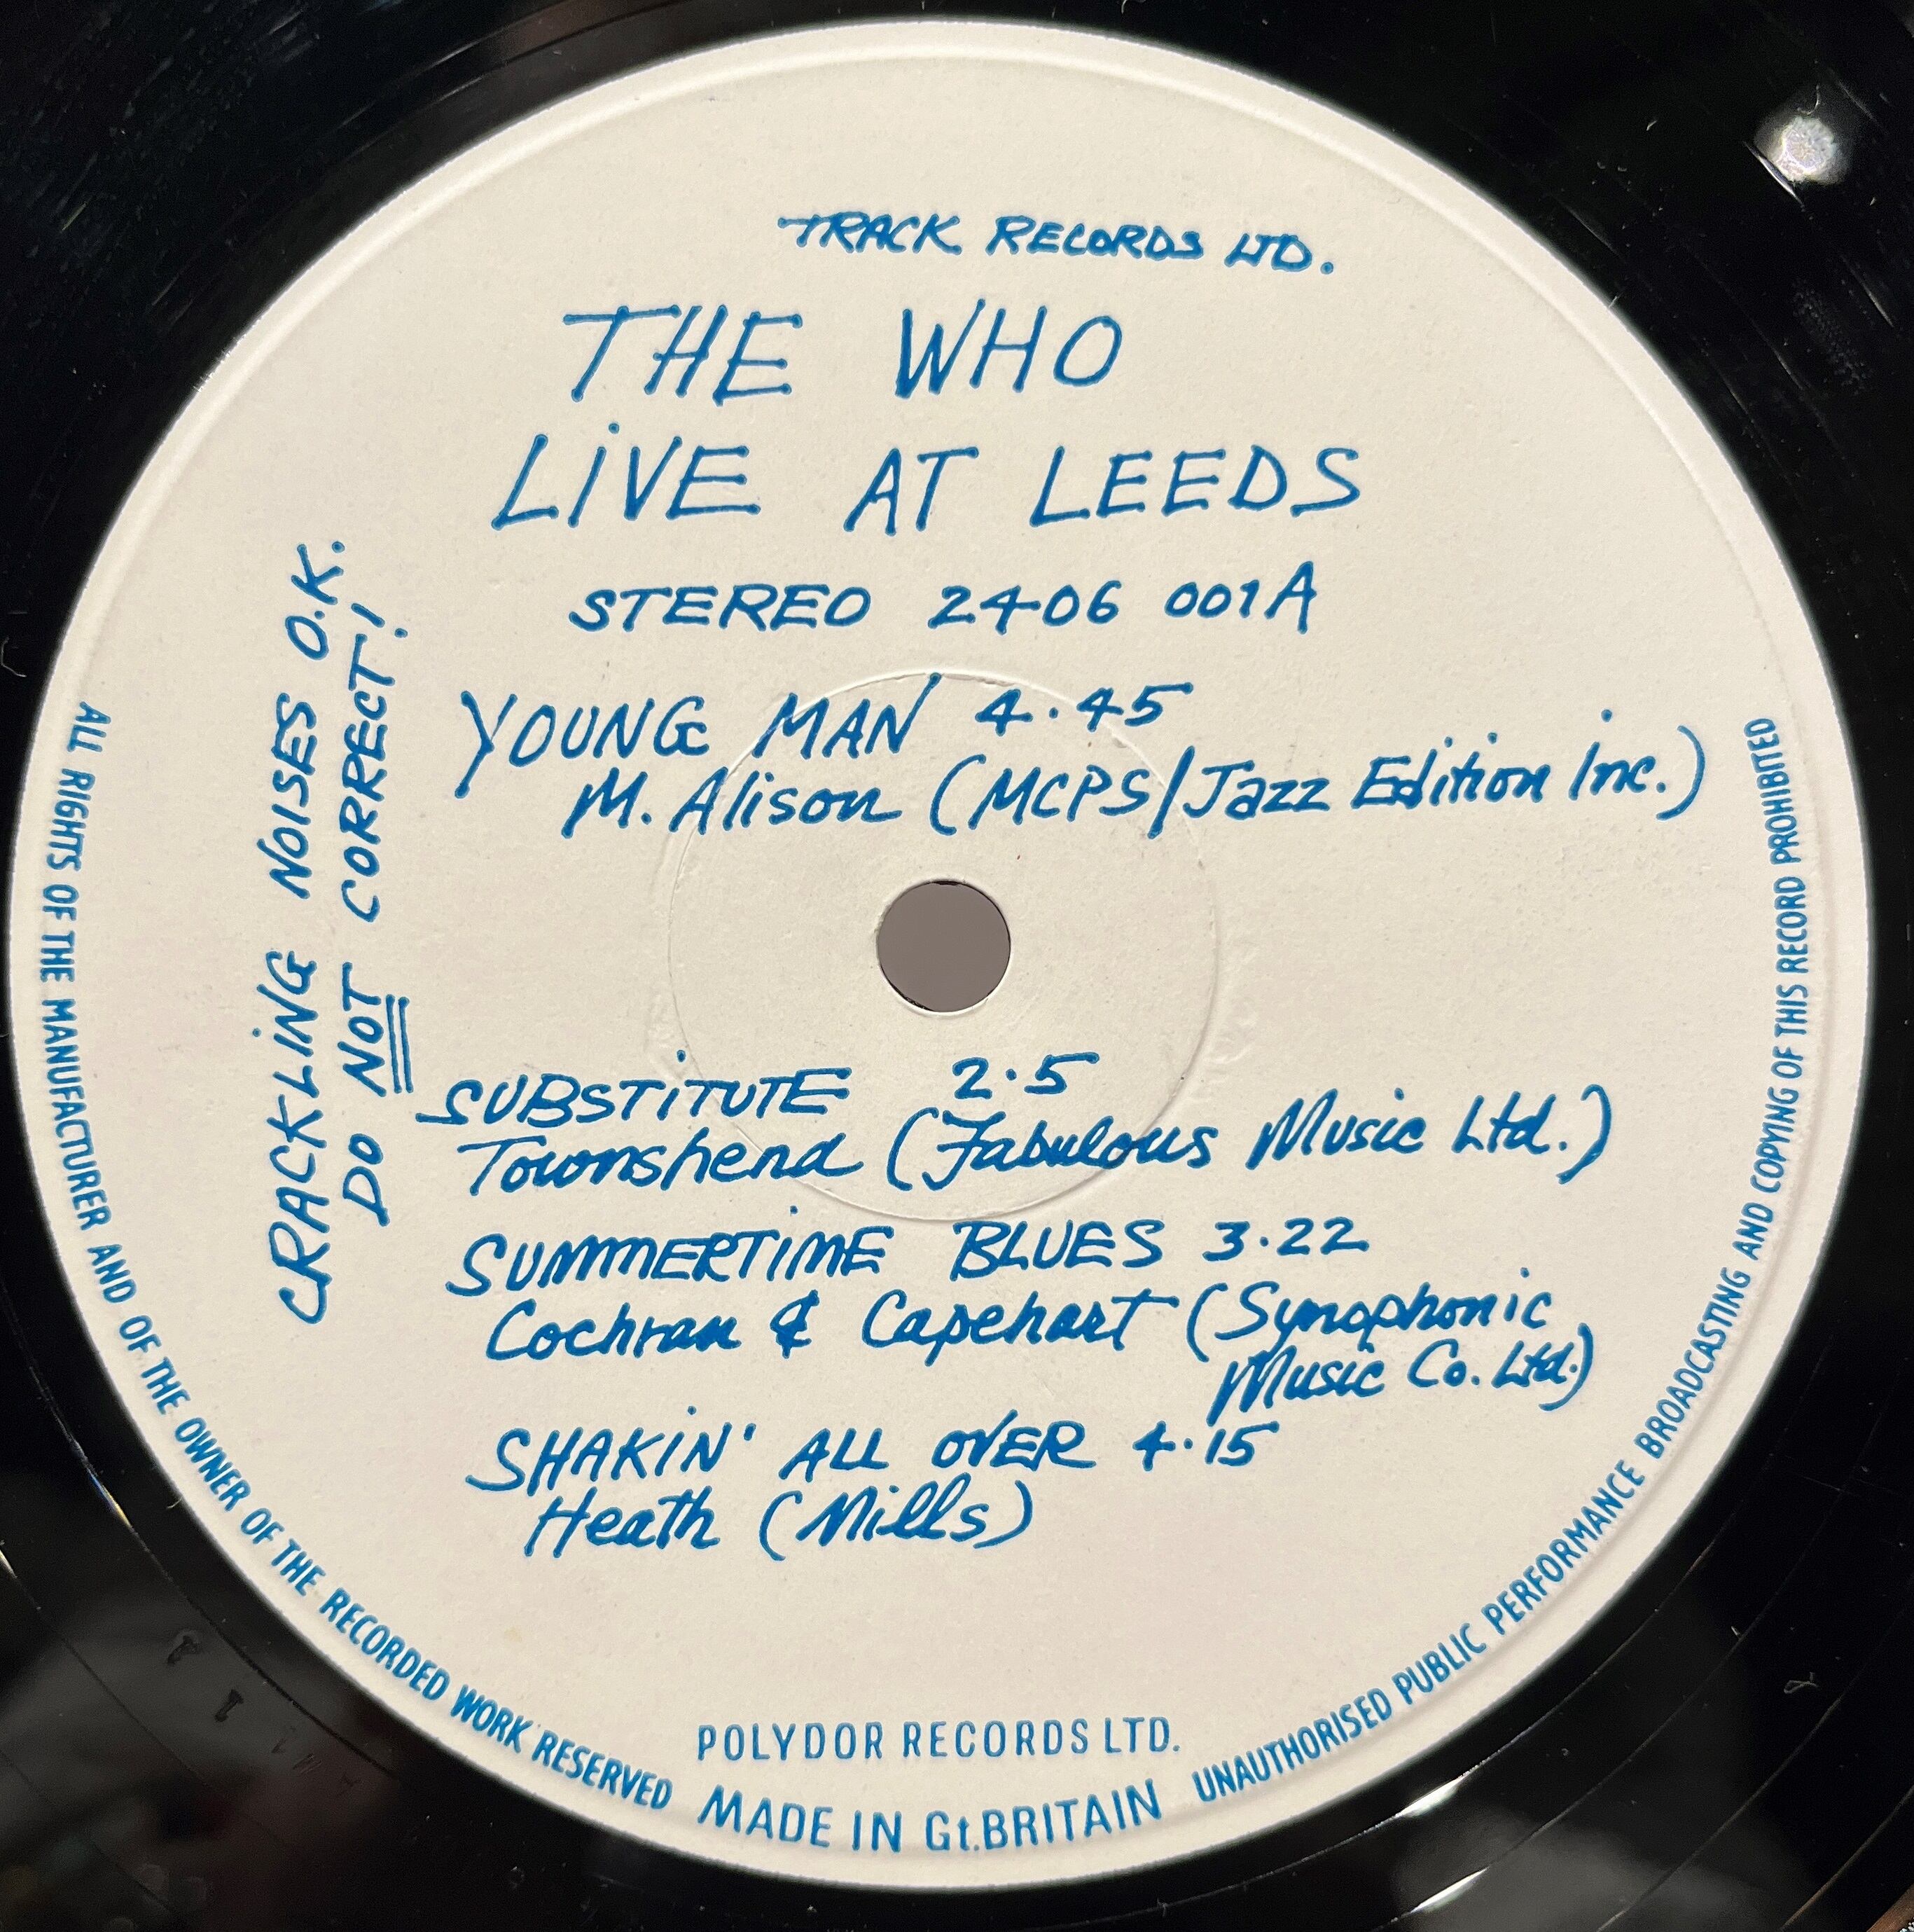 TRACK RECORDS LTD.
THE WHO
LiVE AT LEEDS
STEREO 2406 001A
YOUNG MAN 4·45
M. Alison (MCPS/Jazz Edition Inc.)
CRACKLiNG NOISES O.K.
DO NOT CORRECT!
SUBSTiTUTE 2·5
Townshend (Fabulous Music Ltd.)
SUMMERTiME BLUES 3·22
Cochran & Capehart (Synophonic
Music Co. Ltd.)
SHAKiN' ALL OVER 4·15
Heath (Mills)
POLYDOR RECORDS LTD.
MADE IN Gt.BRITAIN
ALL RIGHTS OF THE MANUFACTURER AND OF THE OWNER OF THE RECORDED WORK RESERVED
UNAUTHORISED PUBLIC PERFORMANCE BROADCASTING AND COPYING OF THIS RECORD PROHIBITED